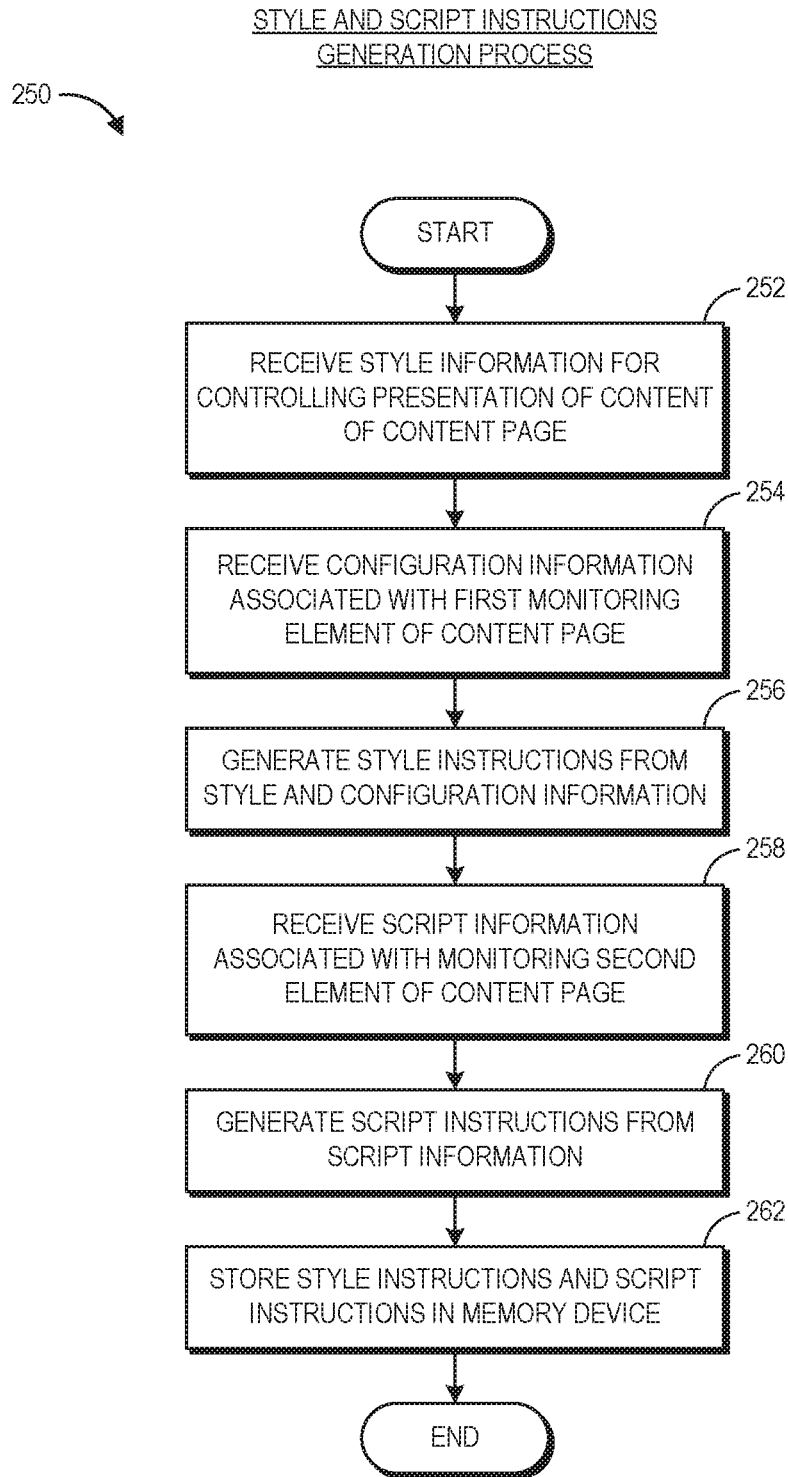 STYLE AND SCRIPT INSTRUCTIONS
GENERATION PROCESS
250
START
252
RECEIVE STYLE INFORMATION FOR
CONTROLLING PRESENTATION OF CONTENT
OF CONTENT PAGE
254
RECEIVE CONFIGURATION INFORMATION
ASSOCIATED WITH FIRST MONITORING
ELEMENT OF CONTENT PAGE
256
GENERATE STYLE INSTRUCTIONS FROM
STYLE AND CONFIGURATION INFORMATION
258
RECEIVE SCRIPT INFORMATION
ASSOCIATED WITH MONITORING SECOND
ELEMENT OF CONTENT PAGE
260
GENERATE SCRIPT INSTRUCTIONS FROM
SCRIPT INFORMATION
262
STORE STYLE INSTRUCTIONS AND SCRIPT
INSTRUCTIONS IN MEMORY DEVICE
END